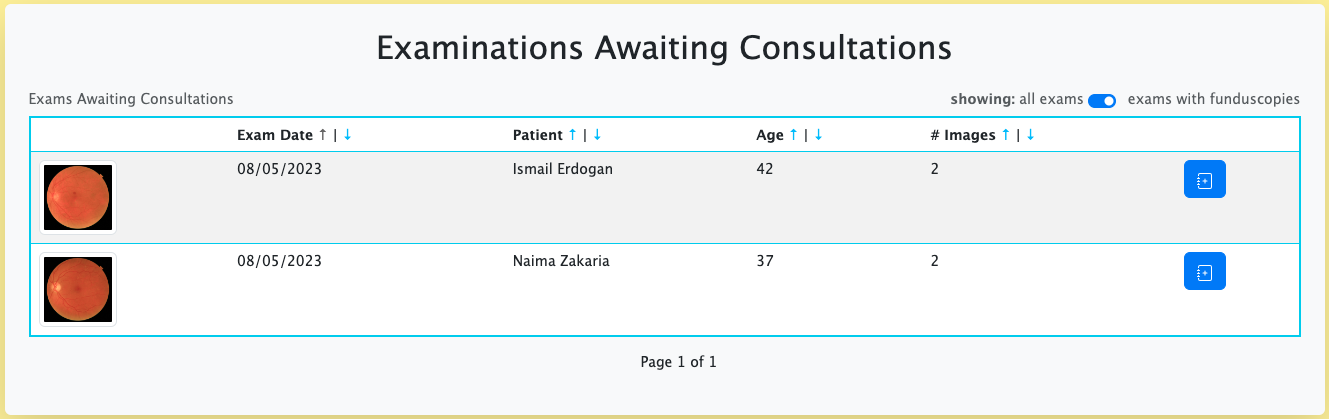 Examinations Awaiting Consultations
Exams Awaiting Consultations showing: all exams exams with funduscopies
Exam Date ↑ | ↓ Patient ↑ | ↓ Age ↑ | ↓ # Images ↑ | ↓
08/05/2023 Ismail Erdogan 42 2
08/05/2023 Naima Zakaria 37 2
Page 1 of 1